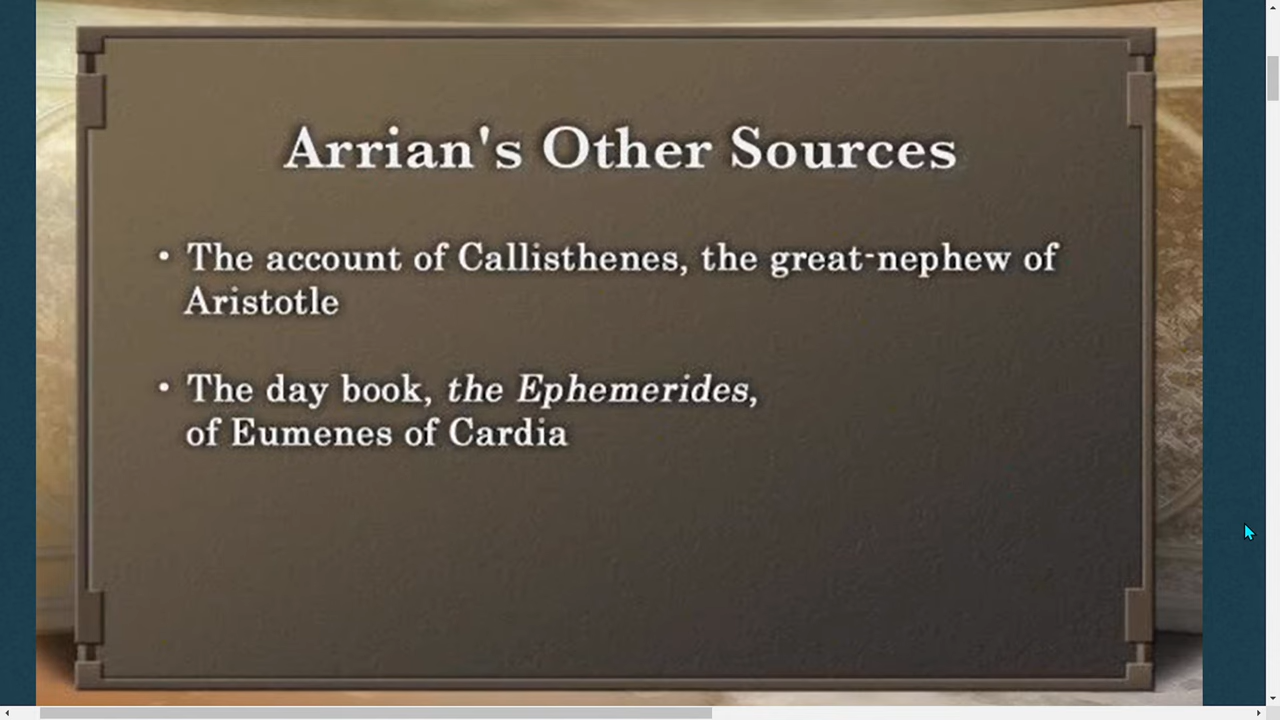 Arrian's Other Sources
• The account of Callisthenes, the great-nephew of
Aristotle
• The day book, the Ephemerides,
of Eumenes of Cardia